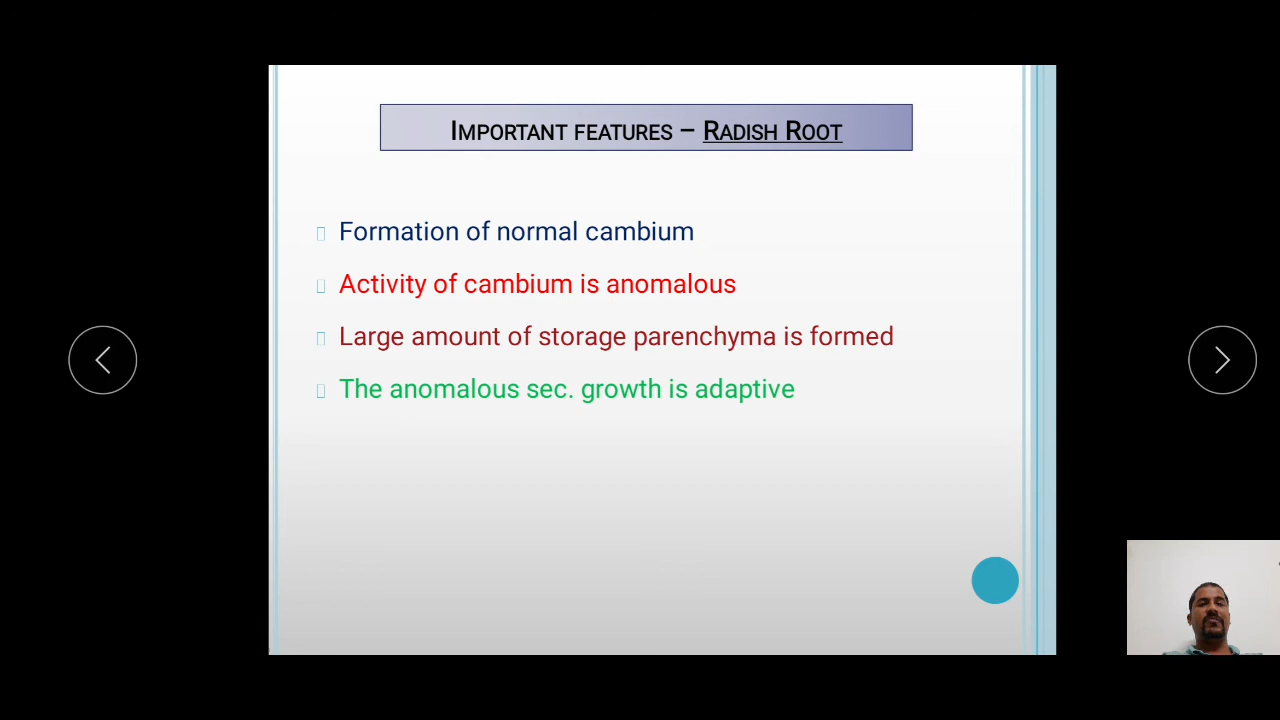 Important features – Radish Root
Formation of normal cambium
Activity of cambium is anomalous
Large amount of storage parenchyma is formed
The anomalous sec. growth is adaptive